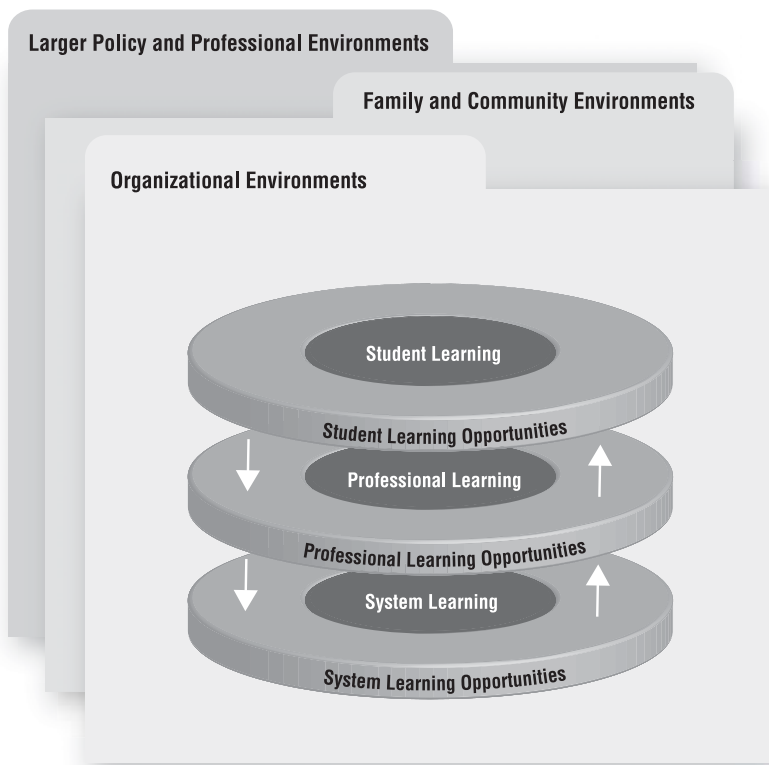 Larger Policy and Professional Environments
Family and Community Environments
Organizational Environments
Student Learning
Student Learning Opportunities
Professional Learning
Professional Learning Opportunities
System Learning
System Learning Opportunities